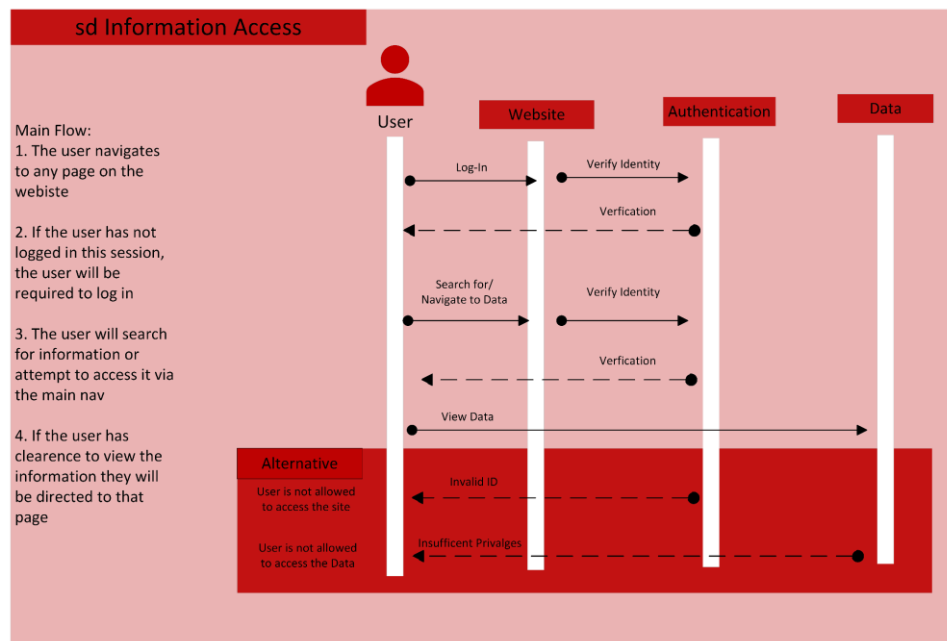 sd Information Access
User
Website
Authentication
Data
Main Flow:
1. The user navigates
to any page on the
webiste
2. If the user has not
logged in this session,
the user will be
required to log in
3. The user will search
for information or
attempt to access it via
the main nav
4. If the user has
clearence to view the
information they will
be directed to that
page
Log-In
Verify Identity
Verfication
Search for/
Navigate to Data
Verify Identity
Verfication
View Data
Alternative
User is not allowed
to access the site
Invalid ID
User is not allowed
to access the Data
Insufficent Privalges